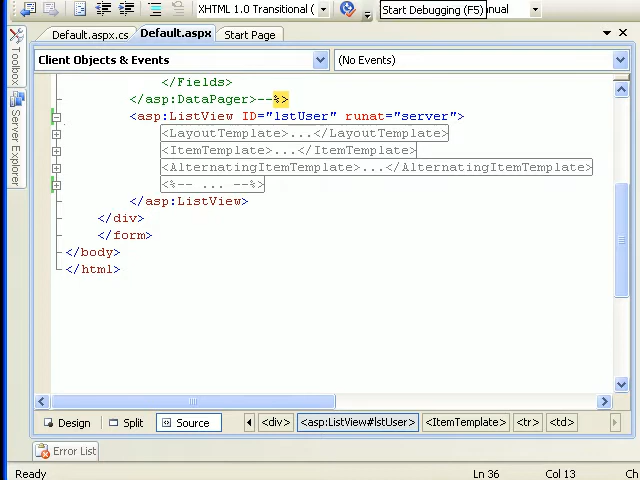 XHTML 1.0 Transitional ( Start Debugging (F5) nual
Default.aspx.cs Default.aspx Start Page
Client Objects & Events (No Events)
Toolbox
Server Explorer
</Fields>
</asp:DataPager>--%>
<asp:ListView ID="lstUser" runat="server">
<LayoutTemplate>...</LayoutTemplate>
<ItemTemplate>...</ItemTemplate>
<AlternatingItemTemplate>...</AlternatingItemTemplate>
<%-- ... --%>
</asp:ListView>
</div>
</form>
</body>
</html>
Design Split Source <div> <asp:ListView#lstUser> <ItemTemplate> <tr> <td>
Error List
Ready Ln 36 Col 13 Ch